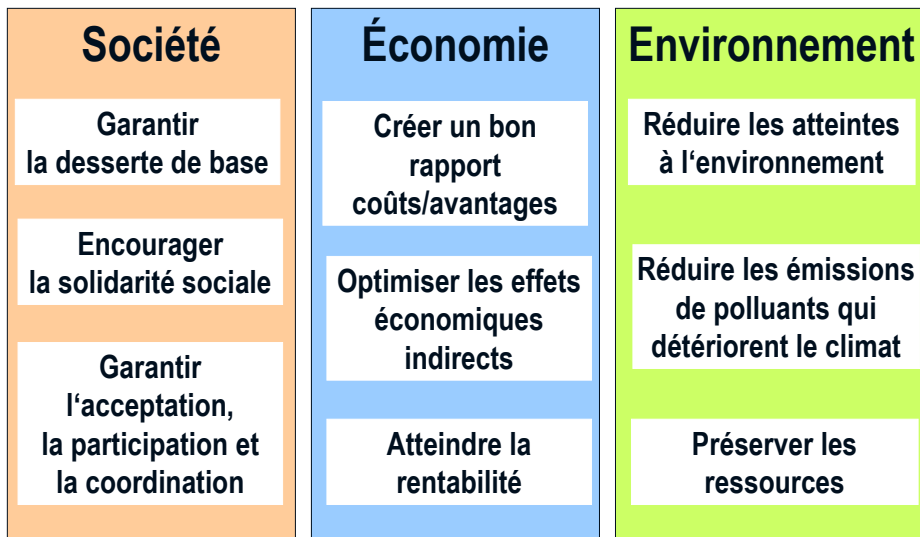 Société
Garantir
la desserte de base
Encourager
la solidarité sociale
Garantir
l‘acceptation,
la participation et
la coordination
Économie
Créer un bon
rapport
coûts/avantages
Optimiser les effets
économiques
indirects
Atteindre la
rentabilité
Environnement
Réduire les atteintes
à l‘environnement
Réduire les émissions
de polluants qui
détériorent le climat
Préserver les
ressources